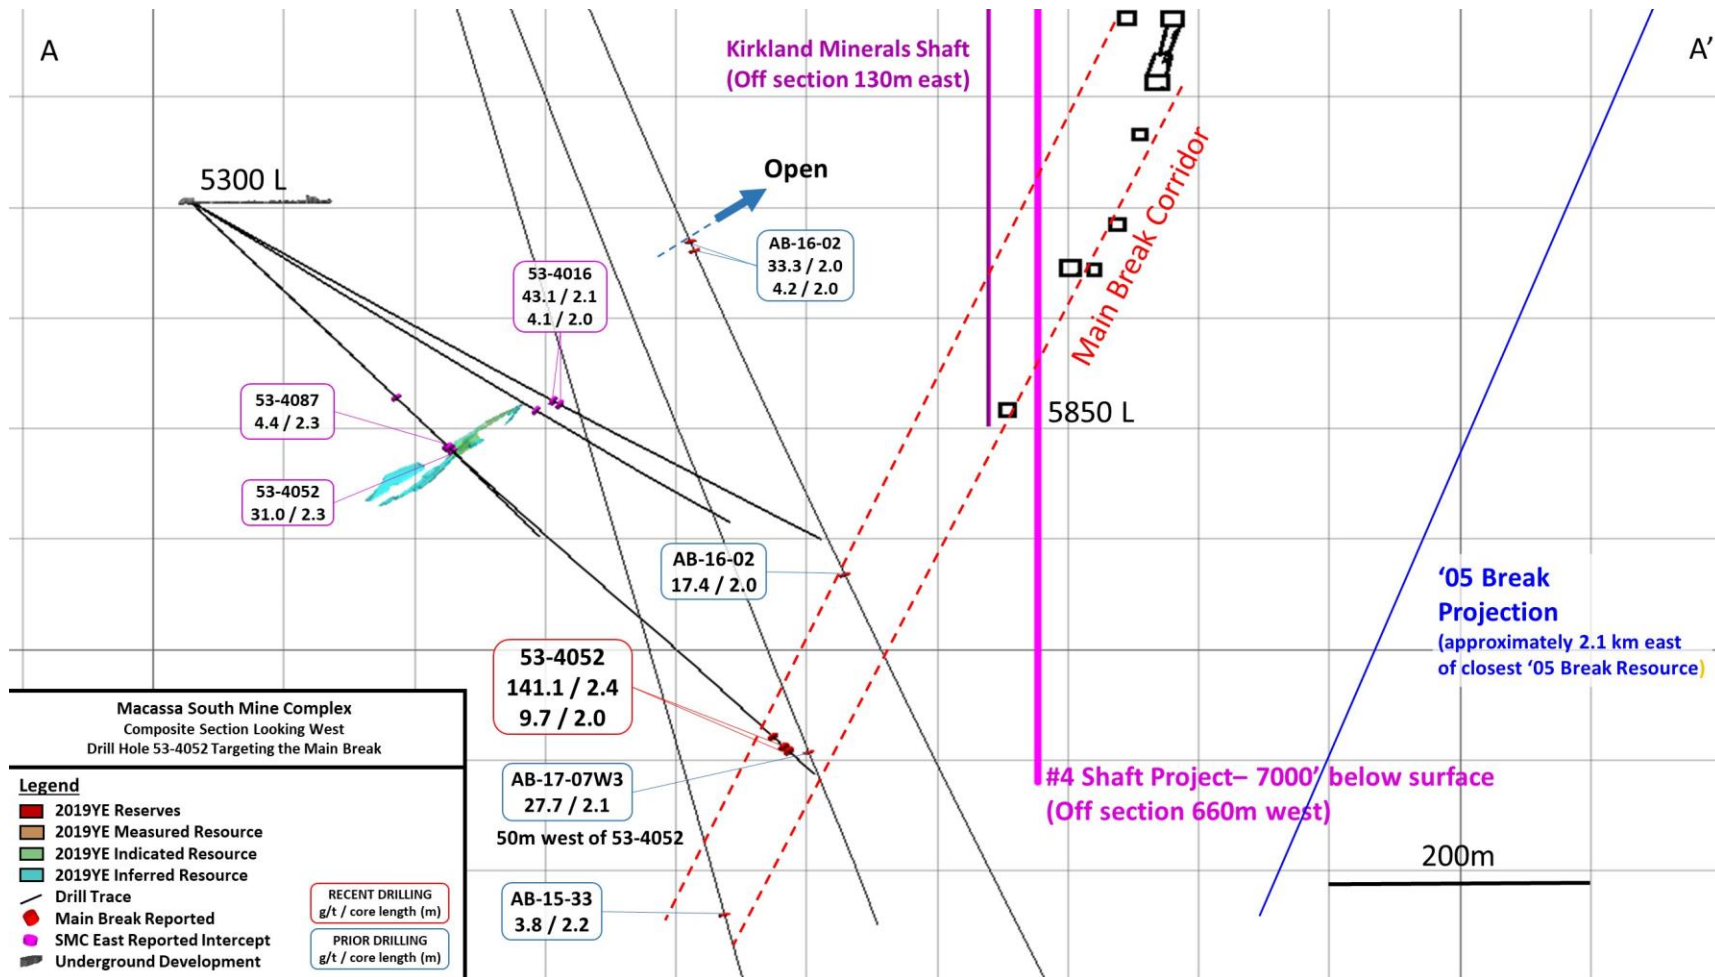 A
A’
Kirkland Minerals Shaft
(Off section 130m east)
5300 L
Open
AB-16-02
33.3 / 2.0
4.2 / 2.0
53-4016
43.1 / 2.1
4.1 / 2.0
Main Break Corridor
53-4087
4.4 / 2.3
5850 L
53-4052
31.0 / 2.3
AB-16-02
17.4 / 2.0
‘05 Break
Projection
(approximately 2.1 km east
of closest ‘05 Break Resource)
53-4052
141.1 / 2.4
9.7 / 2.0
AB-17-07W3
27.7 / 2.1
50m west of 53-4052
#4 Shaft Project– 7000’ below surface
(Off section 660m west)
200m
AB-15-33
3.8 / 2.2
Macassa South Mine Complex
Composite Section Looking West
Drill Hole 53-4052 Targeting the Main Break
Legend
2019YE Reserves
2019YE Measured Resource
2019YE Indicated Resource
2019YE Inferred Resource
Drill Trace
Main Break Reported
SMC East Reported Intercept
Underground Development
RECENT DRILLING
g/t / core length (m)
PRIOR DRILLING
g/t / core length (m)